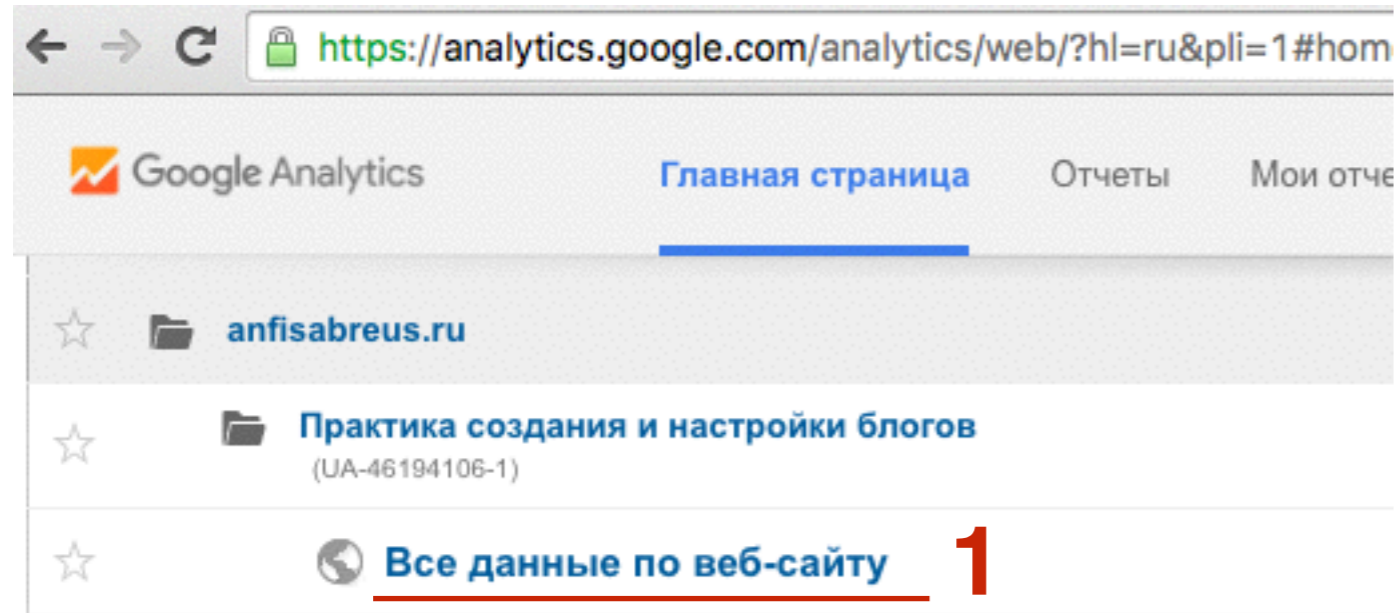 https://analytics.google.com/analytics/web/?hl=ru&pli=1#hom
Google Analytics Главная страница Отчеты Мои отче
anfisabreus.ru
Практика создания и настройки блогов
(UA-46194106-1)
Все данные по веб-сайту 1